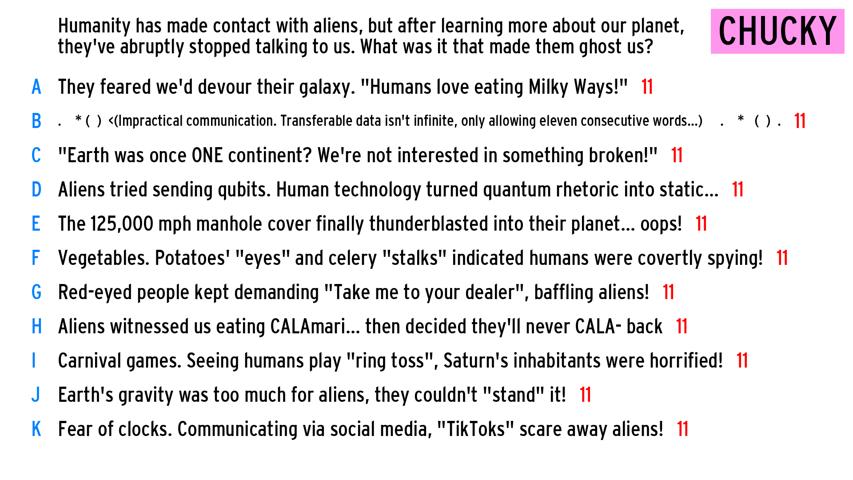 Humanity has made contact with aliens, but after learning more about our planet,
they've abruptly stopped talking to us. What was it that made them ghost us?
CHUCKY
A They feared we'd devour their galaxy. "Humans love eating Milky Ways!" 11
B . *( ) <(Impractical communication. Transferable data isn't infinite, only allowing eleven consecutive words...) . * ( ) . 11
C "Earth was once ONE continent? We're not interested in something broken!" 11
D Aliens tried sending qubits. Human technology turned quantum rhetoric into static... 11
E The 125,000 mph manhole cover finally thunderblasted into their planet... oops! 11
F Vegetables. Potatoes' "eyes" and celery "stalks" indicated humans were covertly spying! 11
G Red-eyed people kept demanding "Take me to your dealer", baffling aliens! 11
H Aliens witnessed us eating CALAmari... then decided they'll never CALA- back 11
I Carnival games. Seeing humans play "ring toss", Saturn's inhabitants were horrified! 11
J Earth's gravity was too much for aliens, they couldn't "stand" it! 11
K Fear of clocks. Communicating via social media, "TikToks" scare away aliens! 11